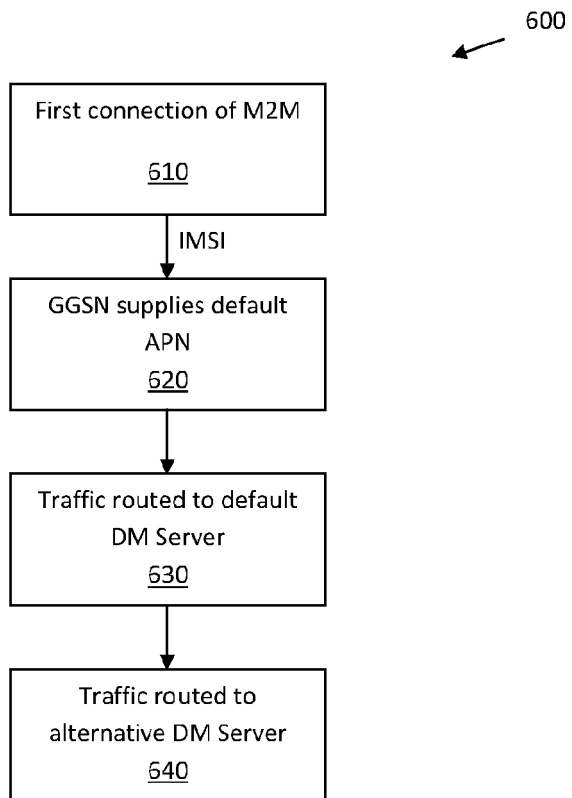 600
First connection of M2M
610
IMSI
GGSN supplies default
APN
620
Traffic routed to default
DM Server
630
Traffic routed to
alternative DM Server
640